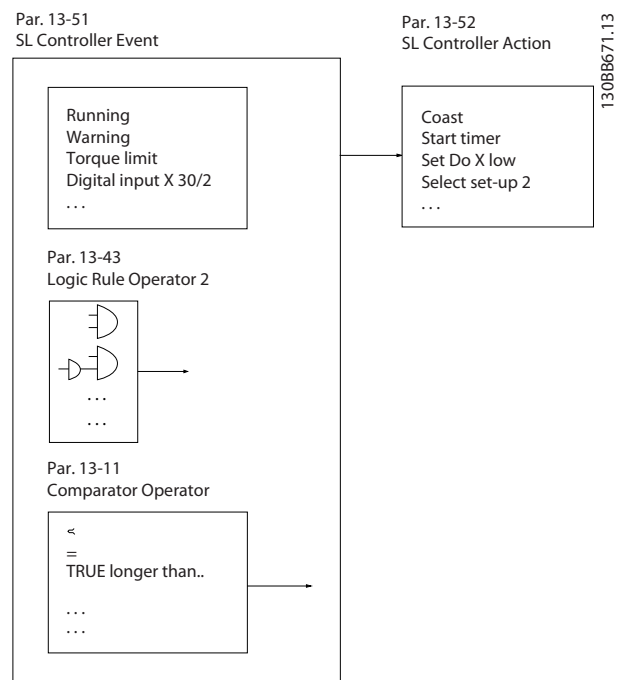 Par. 13-51
SL Controller Event
Running
Warning
Torque limit
Digital input X 30/2
. . .
Par. 13-43
Logic Rule Operator 2
. . .
. . .
Par. 13-11
Comparator Operator
<
=
TRUE longer than..
. . .
. . .
Par. 13-52
SL Controller Action
Coast
Start timer
Set Do X low
Select set-up 2
. . .
130BB671.13